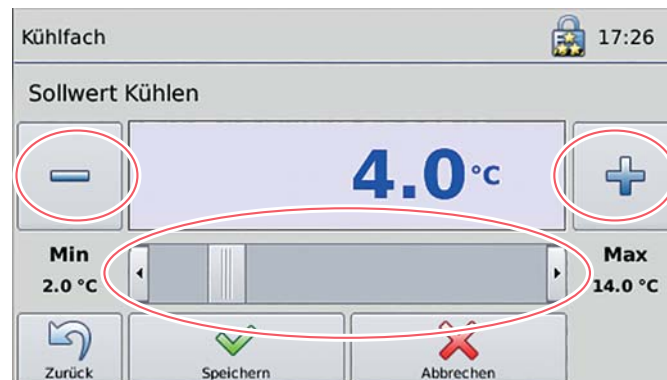 Kühlfach 17:26
Sollwert Kühlen
4.0 °C
Min Max
2.0 °C 14.0 °C
Zurück Speichern Abbrechen